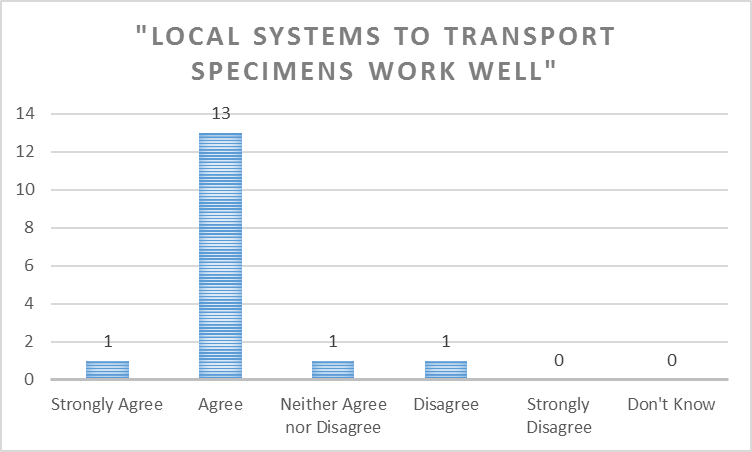 "LOCAL SYSTEMS TO TRANSPORT
SPECIMENS WORK WELL"
14
12
10
8
6
4
2
0
1
13
1
1
0
0
Strongly Agree
Agree
Neither Agree
nor Disagree
Disagree
Strongly
Disagree
Don't Know